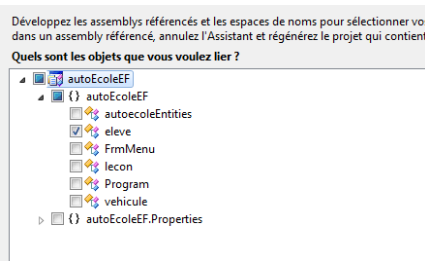 Développez les assemblys référencés et les espaces de noms pour sélectionner vo
dans un assembly référencé, annulez l'Assistant et régénérez le projet qui contient
Quels sont les objets que vous voulez lier ?
autoEcoleEF
{} autoEcoleEF
autoecoleEntities
eleve
FrmMenu
lecon
Program
vehicule
{} autoEcoleEF.Properties